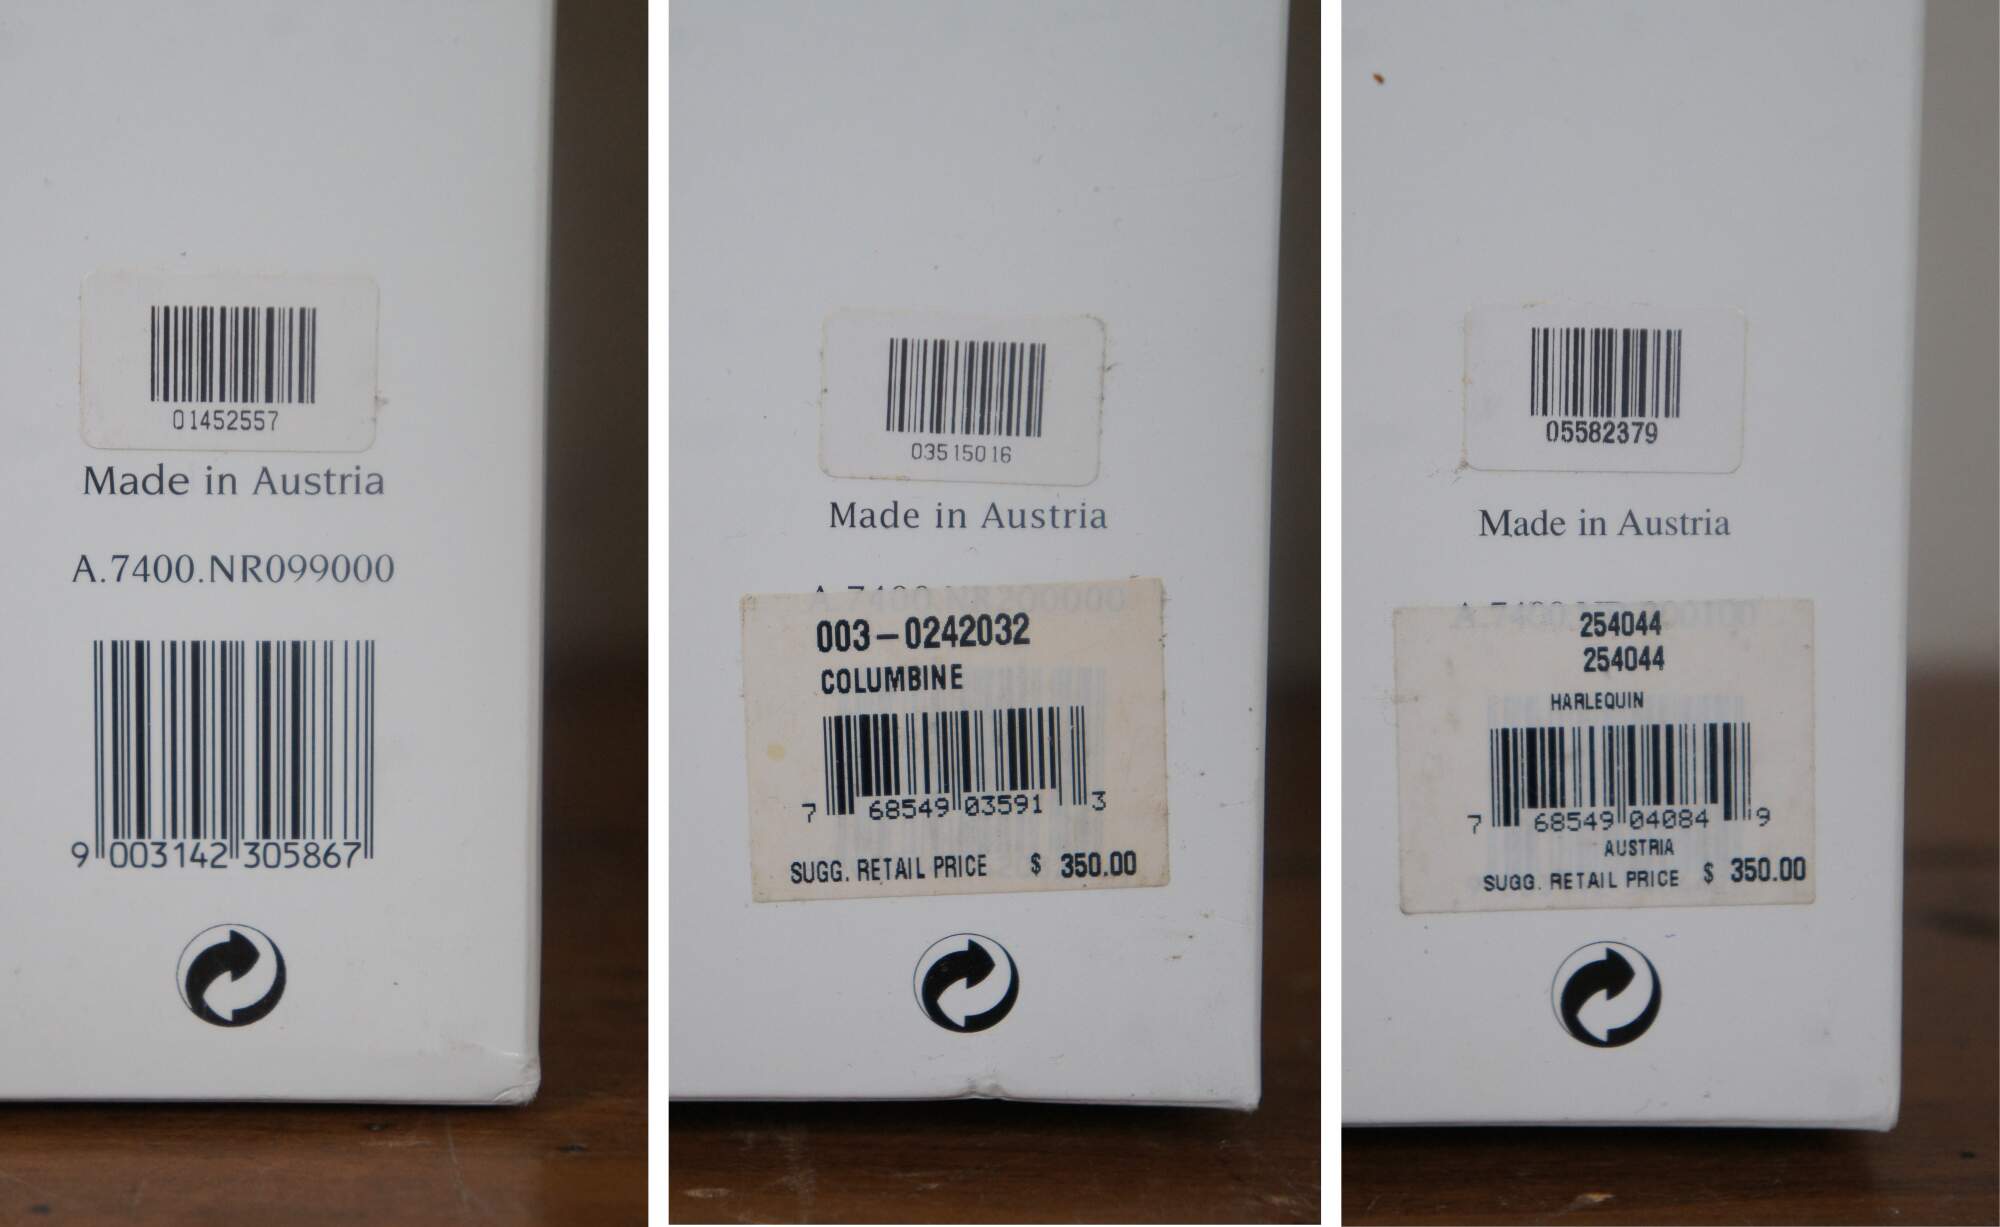 01452557
Made in Austria
A.7400.NR099000
9 003142 305867
03515016
Made in Austria
A.7400.NR200000
003-0242032
COLUMBINE
7 68549 03591 3
SUGG. RETAIL PRICE $ 350.00
05582379
Made in Austria
254044
254044
HARLEQUIN
7 68549 04084 9
AUSTRIA
SUGG. RETAIL PRICE $ 350.00